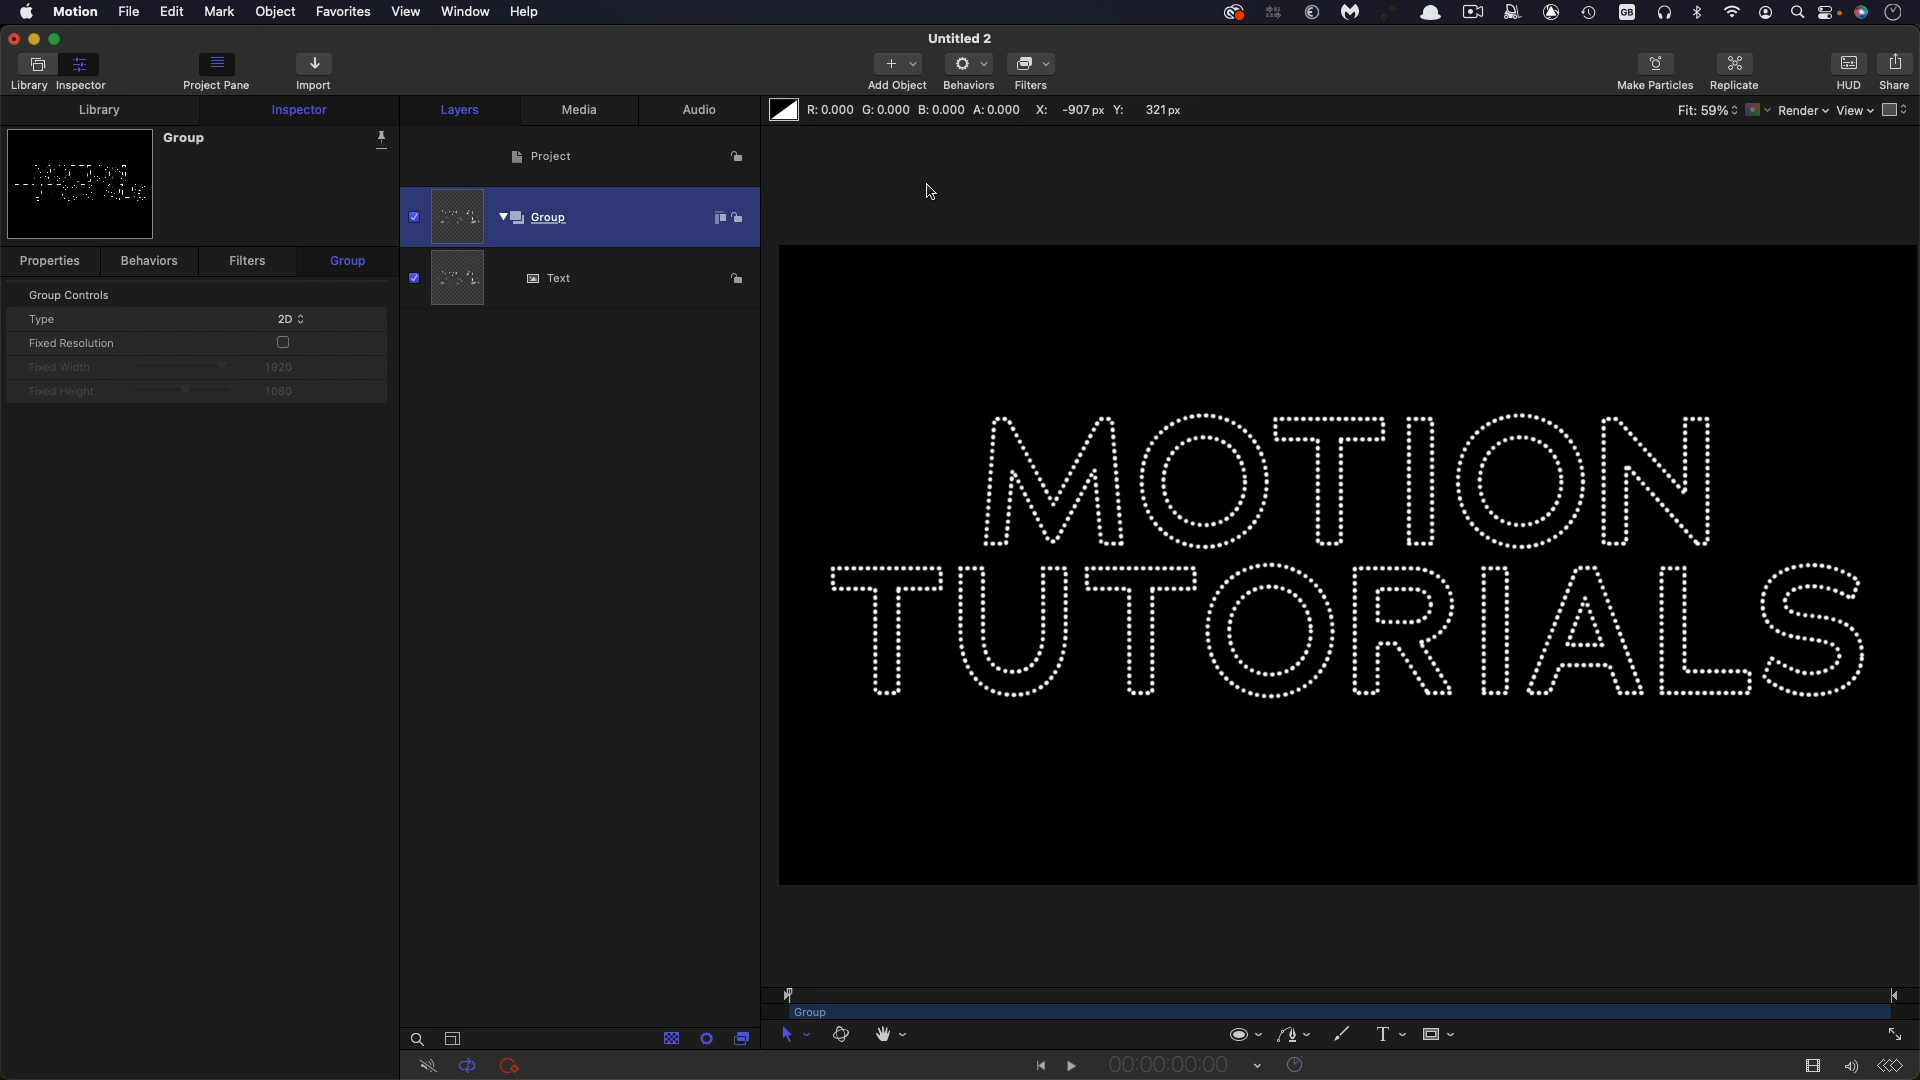 Motion File Edit Mark Object Favorites View Window Help
GB
Untitled 2
Library Inspector Project Pane Import Add Object Behaviors Filters Make Particles Replicate HUD Share
Library Inspector Layers Media Audio R: 0.000 G: 0.000 B: 0.000 A: 0.000 X: -907 px Y: 321 px Fit: 59% Render View
Group
Project
Group
Text
Properties Behaviors Filters Group
Group Controls
Type 2D
Fixed Resolution
Fixed Width 1920
Fixed Height 1080
MOTION
TUTORIALS
Group
T
00:00:00:00